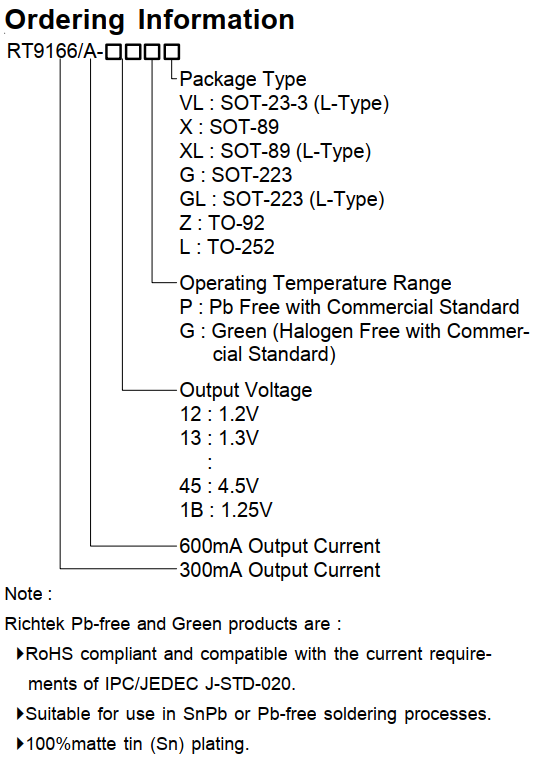 Ordering Information
RT9166/A-□□□□
Package Type
VL : SOT-23-3 (L-Type)
X : SOT-89
XL : SOT-89 (L-Type)
G : SOT-223
GL : SOT-223 (L-Type)
Z : TO-92
L : TO-252
Operating Temperature Range
P : Pb Free with Commercial Standard
G : Green (Halogen Free with Commer-
cial Standard)
Output Voltage
12 : 1.2V
13 : 1.3V
:
45 : 4.5V
1B : 1.25V
600mA Output Current
300mA Output Current
Note :
Richtek Pb-free and Green products are :
RoHS compliant and compatible with the current require-
ments of IPC/JEDEC J-STD-020.
Suitable for use in SnPb or Pb-free soldering processes.
100%matte tin (Sn) plating.